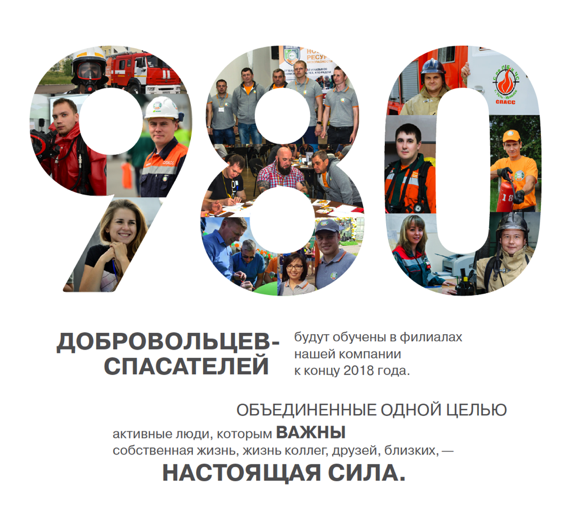 980
СПАСС
ДОБРОВОЛЬЦЕВ-
СПАСАТЕЛЕЙ
будут обучены в филиалах
нашей компании
к концу 2018 года.
ОБЪЕДИНЕННЫЕ ОДНОЙ ЦЕЛЬЮ
активные люди, которым ВАЖНЫ
собственная жизнь, жизнь коллег, друзей, близких, —
НАСТОЯЩАЯ СИЛА.